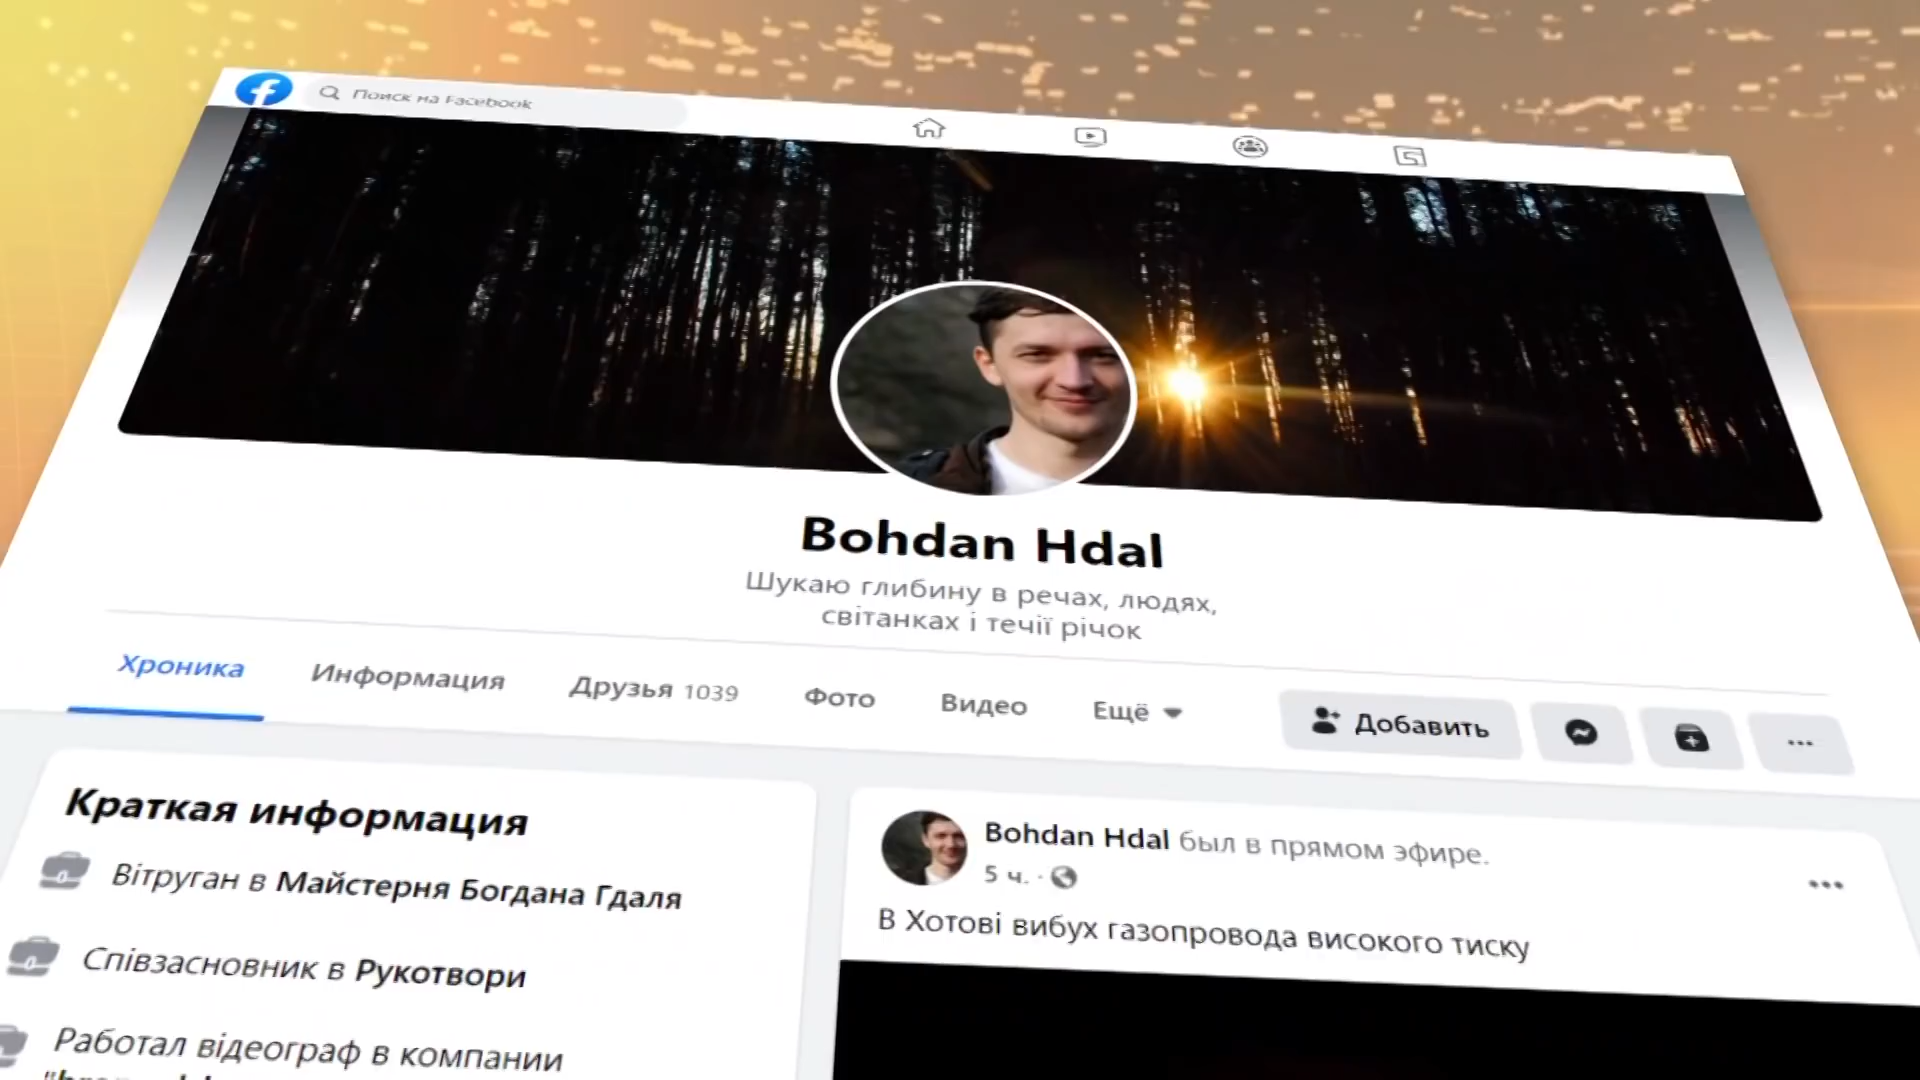 Поиск на Facebook
Bohdan Hdal
Шукаю глибину в речах, людях,
світанках і течії річок
Хроника Информация Друзья 1039 Фото Видео Ещё
Добавить
Краткая информация
Вітруган в Майстерня Богдана Гдаля
Співзасновник в Рукотвори
Работал відеограф в компании
Bohdan Hdal был в прямом эфире.
5 ч. ·
В Хотові вибух газопровода високого тиску